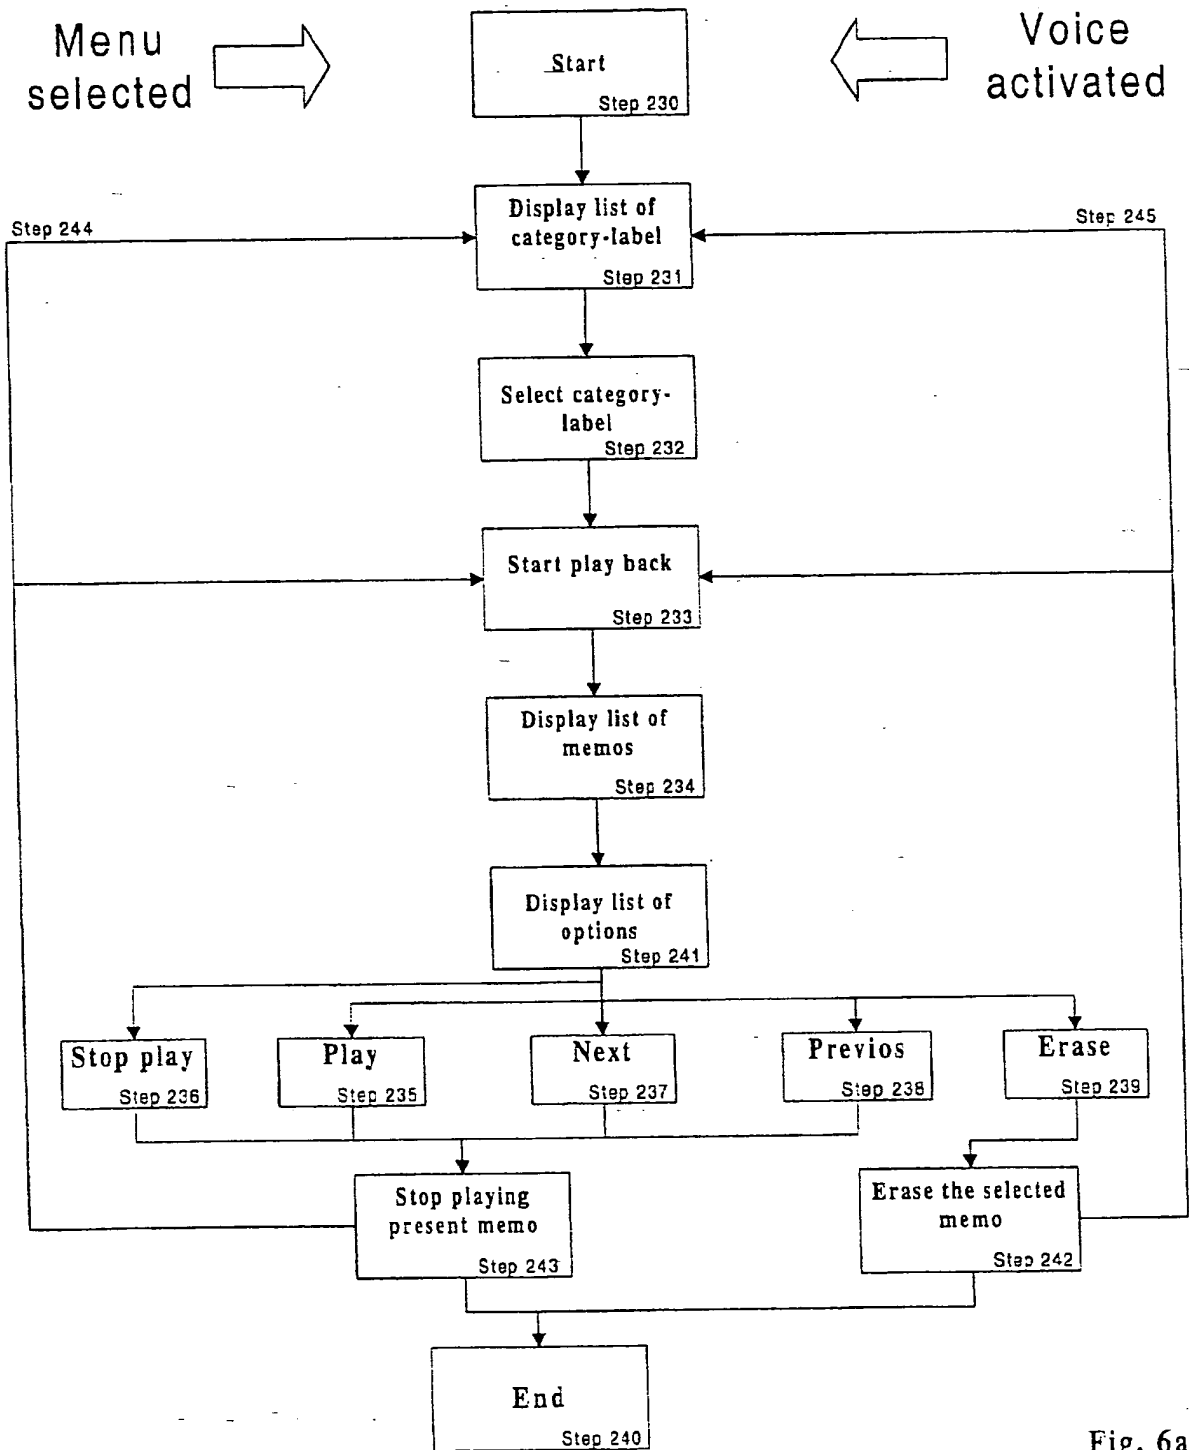 Menu
selected
Voice
activated
Start
Step 230
Display list of
category-label
Step 231
Step 244
Step 245
Select category-
label
Step 232
Start play back
Step 233
Display list of
memos
Step 234
Display list of
options
Step 241
Stop play
Step 236
Play
Step 235
Next
Step 237
Previos
Step 238
Erase
Step 239
Stop playing
present memo
Step 243
Erase the selected
memo
Step 242
End
Step 240
Fig. 6a